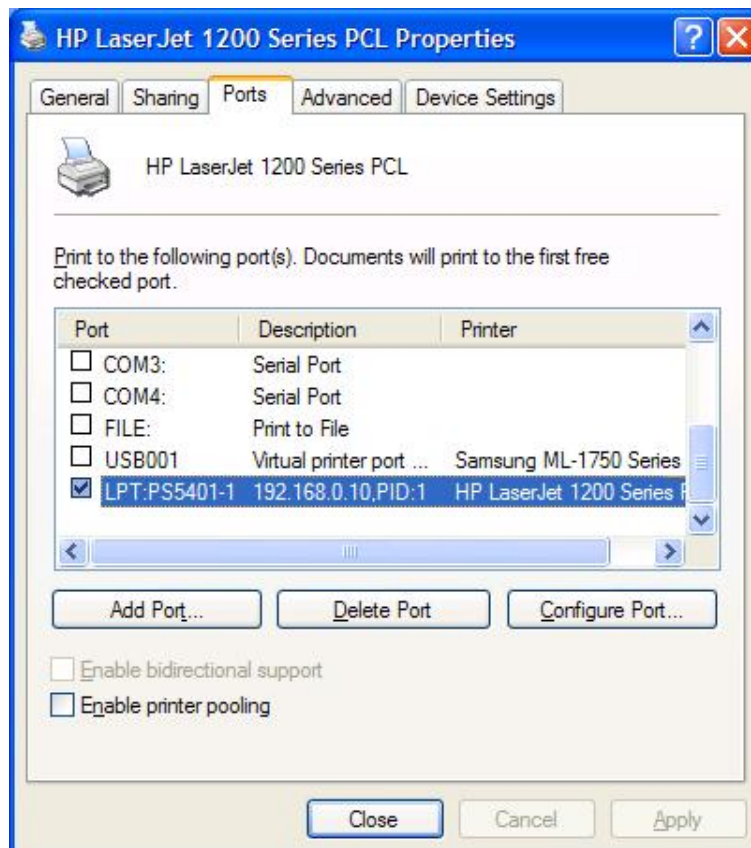 HP LaserJet 1200 Series PCL Properties
General Sharing Ports Advanced Device Settings
HP LaserJet 1200 Series PCL
Print to the following port(s). Documents will print to the first free
checked port.
Port Description Printer
COM3: Serial Port
COM4: Serial Port
FILE: Print to File
USB001 Virtual printer port ... Samsung ML-1750 Series
LPT:PS5401-1 192.168.0.10,PID:1 HP LaserJet 1200 Series
Add Port... Delete Port Configure Port...
Enable bidirectional support
Enable printer pooling
Close Cancel Apply